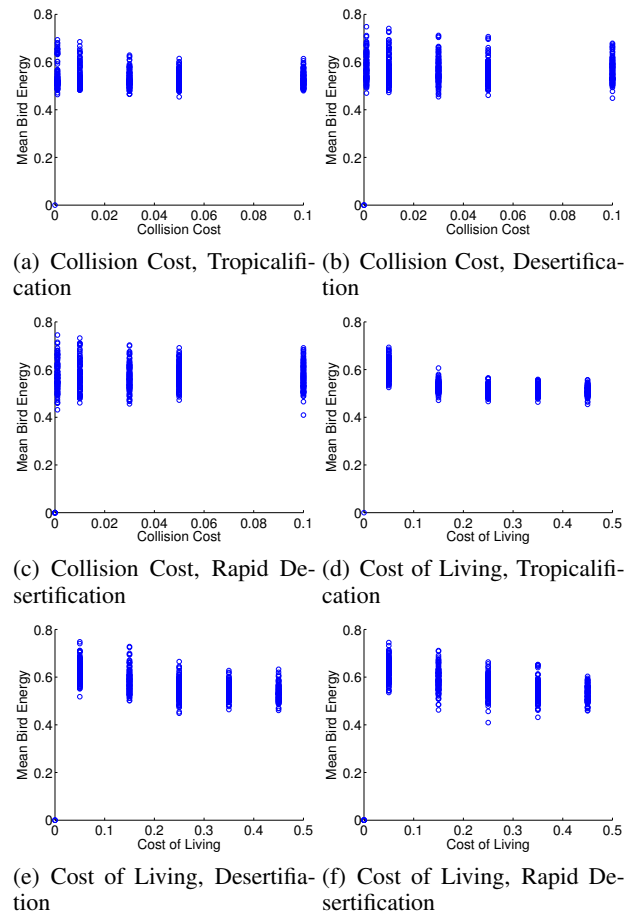 0.8
0.6
0.4
0.2
0
Mean Bird Energy
0 0.02 0.04 0.06 0.08 0.1
Collision Cost
0.8
0.6
0.4
0.2
0
Mean Bird Energy
0 0.02 0.04 0.06 0.08 0.1
Collision Cost
(a) Collision Cost, Tropicalifi-
cation
(b) Collision Cost, Desertifica-
tion
0.8
0.6
0.4
0.2
0
Mean Bird Energy
0 0.02 0.04 0.06 0.08 0.1
Collision Cost
0.8
0.6
0.4
0.2
0
Mean Bird Energy
0 0.1 0.2 0.3 0.4 0.5
Cost of Living
(c) Collision Cost, Rapid De-
sertification
(d) Cost of Living, Tropicalifi-
cation
0.8
0.6
0.4
0.2
0
Mean Bird Energy
0 0.1 0.2 0.3 0.4 0.5
Cost of Living
0.8
0.6
0.4
0.2
0
Mean Bird Energy
0 0.1 0.2 0.3 0.4 0.5
Cost of Living
(e) Cost of Living, Desertifia-
tion
(f) Cost of Living, Rapid De-
sertification